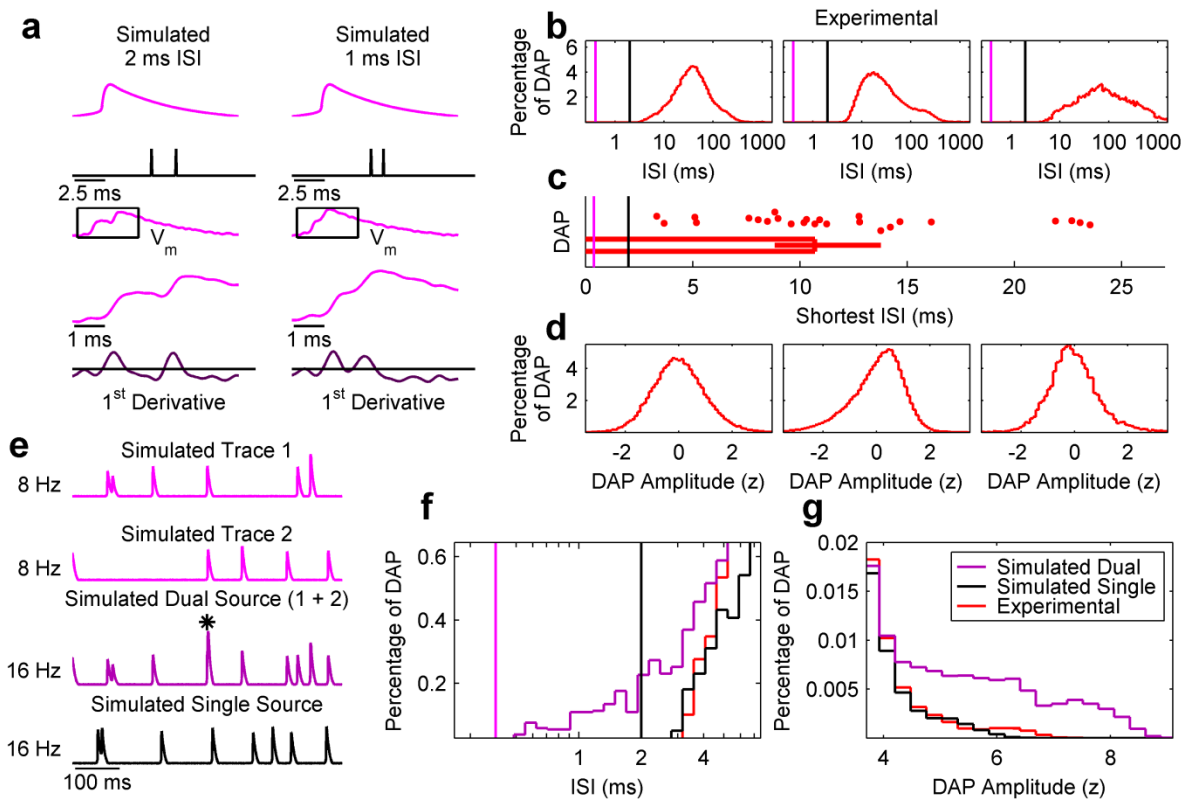 a
Simulated
2 ms ISI
Simulated
1 ms ISI
2.5 ms
2.5 ms
Vm
Vm
1 ms
1 ms
1st Derivative
1st Derivative
b
Experimental
Percentage
of DAP
6
4
2
1 10 100 1000
1 10 100 1000
1 10 100 1000
ISI (ms)
ISI (ms)
ISI (ms)
c
DAP
0 5 10 15 20 25
Shortest ISI (ms)
d
Percentage
of DAP
4
2
-2 0 2
-2 0 2
-2 0 2
DAP Amplitude (z)
DAP Amplitude (z)
DAP Amplitude (z)
e
Simulated Trace 1
8 Hz
Simulated Trace 2
8 Hz
Simulated Dual Source (1 + 2)
*
16 Hz
Simulated Single Source
16 Hz
100 ms
f
Percentage of DAP
0.6
0.4
0.2
1 2 4
ISI (ms)
g
Percentage of DAP
0.02
0.015
0.01
0.005
Simulated Dual
Simulated Single
Experimental
4 6 8
DAP Amplitude (z)